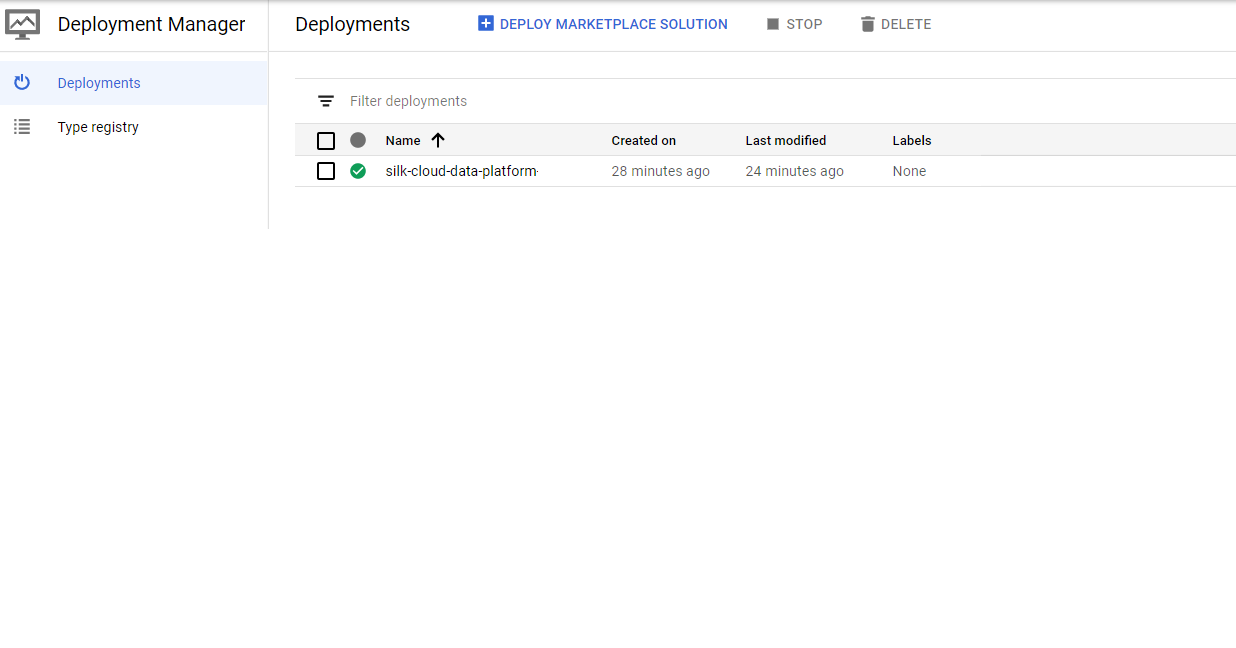 Deployment Manager
Deployments
DEPLOY MARKETPLACE SOLUTION
STOP
DELETE
Deployments
Type registry
Filter deployments
Name Created on Last modified Labels
silk-cloud-data-platform- 28 minutes ago 24 minutes ago None